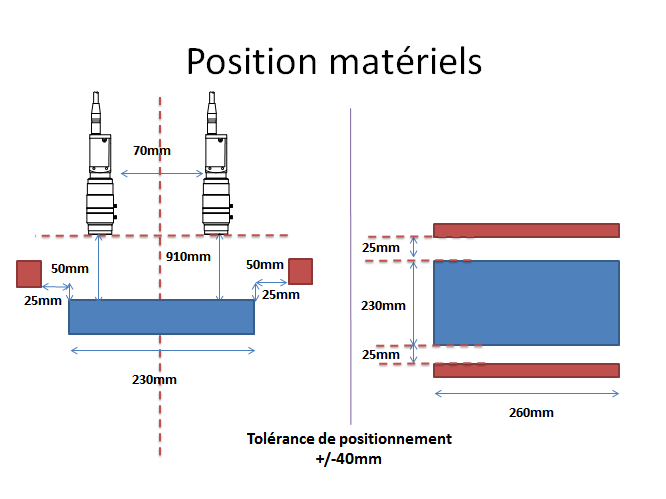 Position matériels
70mm
910mm
50mm
50mm
25mm
25mm
230mm
25mm
230mm
25mm
260mm
Tolérance de positionnement
+/-40mm